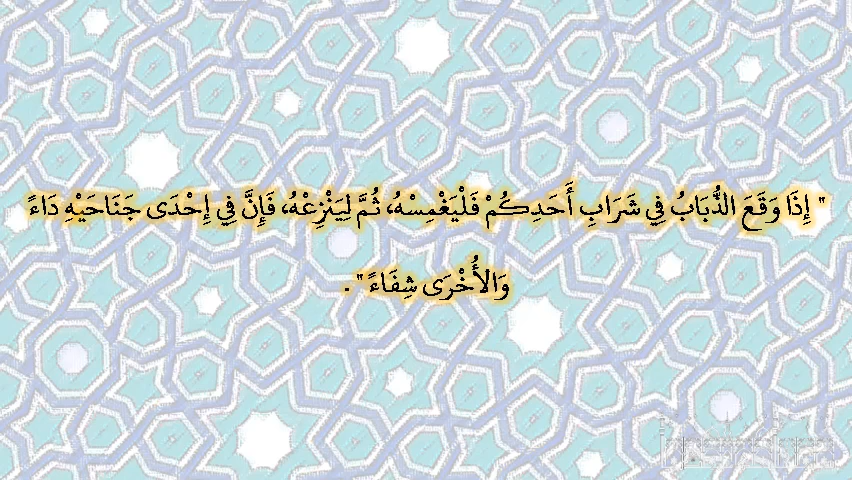 " إِذَا وَقَعَ الذُّبَابُ فِي شَرَابِ أَحَدِكُمْ فَلْيَغْمِسْهُ، ثُمَّ لِيَنْزِعْهُ، فَإِنَّ فِي إِحْدَى جَنَاحَيْهِ دَاءً
وَالأُخْرَى شِفَاءً " .